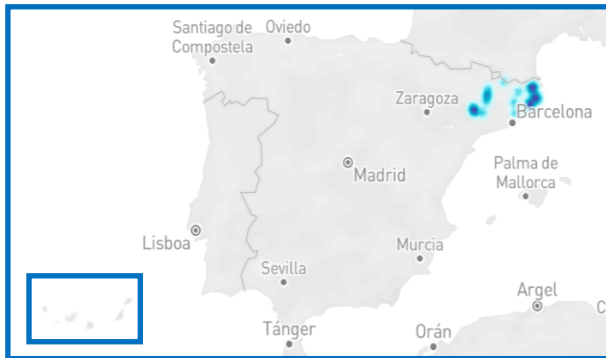 Santiago de
Compostela
Oviedo
Zaragoza
Barcelona
Madrid
Palma de
Mallorca
Lisboa
Murcia
Sevilla
Argel
C
Tánger
Orán